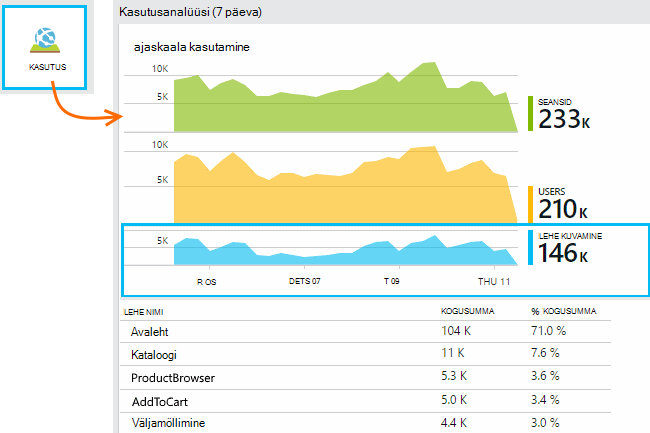 Kasutusanalüüsi (7 päeva)
KASUTUS
ajaskaala kasutamine
10K
5K
SEANSID
233K
10K
5K
USERS
210K
5K
LEHE KUVAMINE
146K
R OS DETS 07 T 09 THU 11
LEHE NIMI KOGUSUMMA % KOGUSUMMA
Avaleht 104 K 71.0 %
Kataloogi 11 K 7.6 %
ProductBrowser 5.3 K 3.6 %
AddToCart 5.0 K 3.4 %
Väljamöllimine 4.4 K 3.0 %